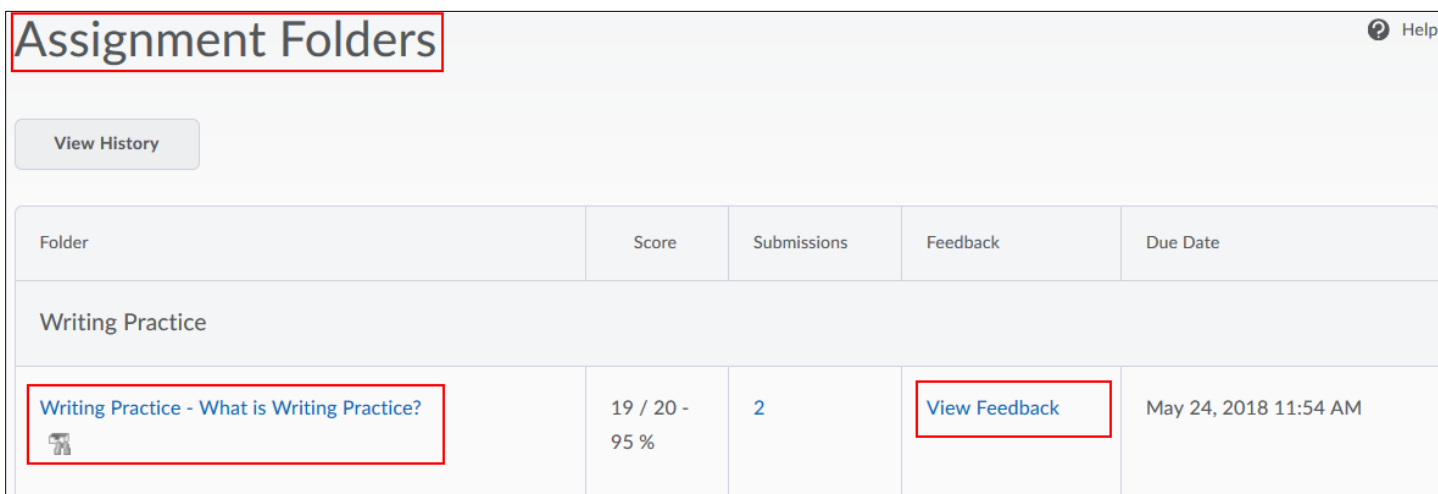 Assignment Folders
Help
View History
Folder Score Submissions Feedback Due Date
Writing Practice
Writing Practice - What is Writing Practice? 19 / 20 - 2 View Feedback May 24, 2018 11:54 AM
95 %